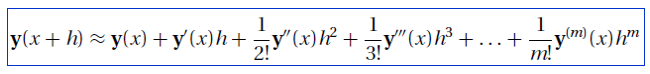 y(x + h) ≈ y(x) + y′(x)h + 1/2! y″(x)h² + 1/3! y‴(x)h³ + . . . + 1/m! y⁽ᵐ⁾(x)hᵐ